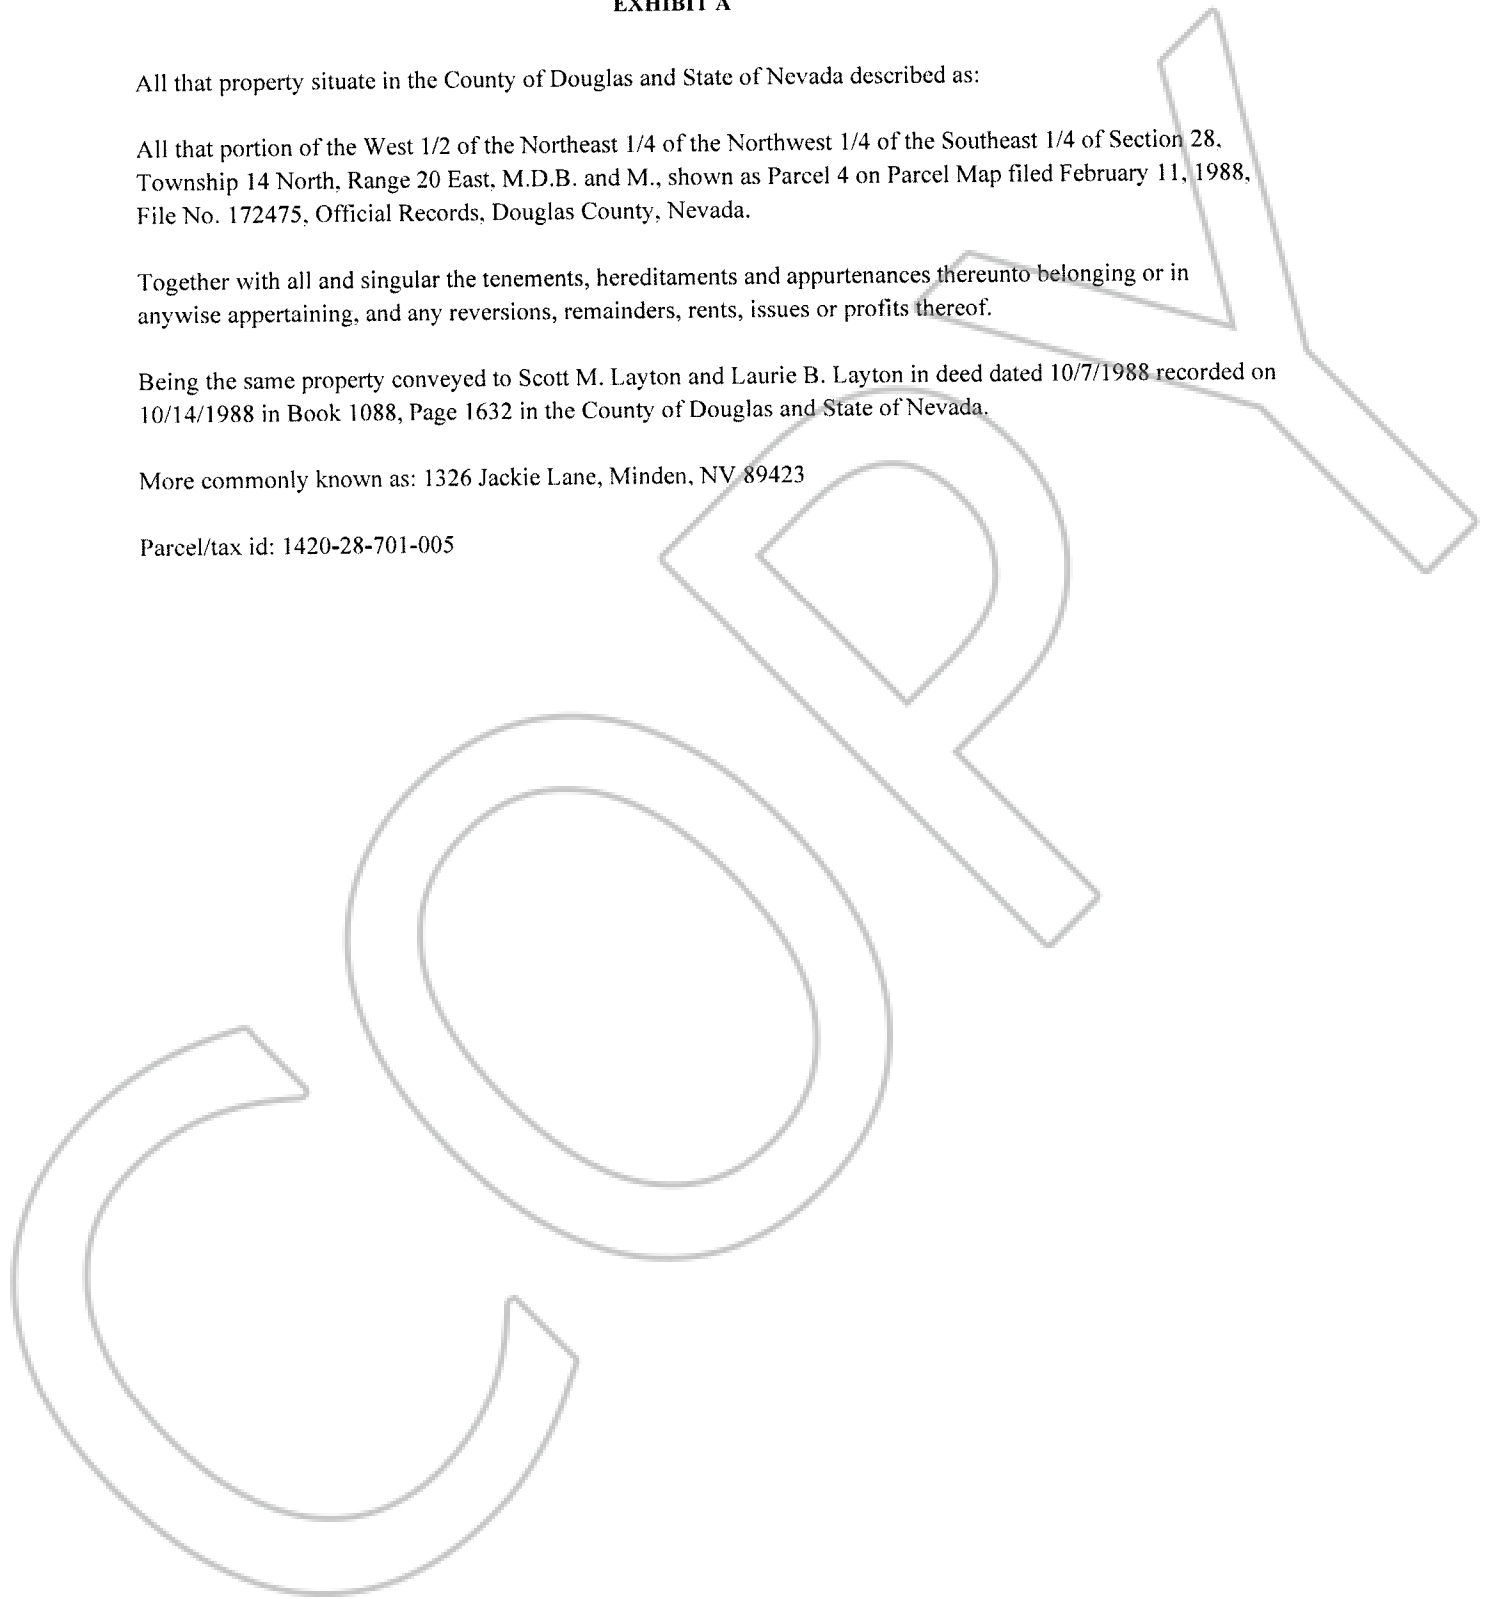 EXHIBIT A
All that property situate in the County of Douglas and State of Nevada described as:
All that portion of the West 1/2 of the Northeast 1/4 of the Northwest 1/4 of the Southeast 1/4 of Section 28,
Township 14 North, Range 20 East, M.D.B. and M., shown as Parcel 4 on Parcel Map filed February 11, 1988,
File No. 172475, Official Records, Douglas County, Nevada.
Together with all and singular the tenements, hereditaments and appurtenances thereunto belonging or in
anywise appertaining, and any reversions, remainders, rents, issues or profits thereof.
Being the same property conveyed to Scott M. Layton and Laurie B. Layton in deed dated 10/7/1988 recorded on
10/14/1988 in Book 1088, Page 1632 in the County of Douglas and State of Nevada.
More commonly known as: 1326 Jackie Lane, Minden, NV 89423
Parcel/tax id: 1420-28-701-005
COPY